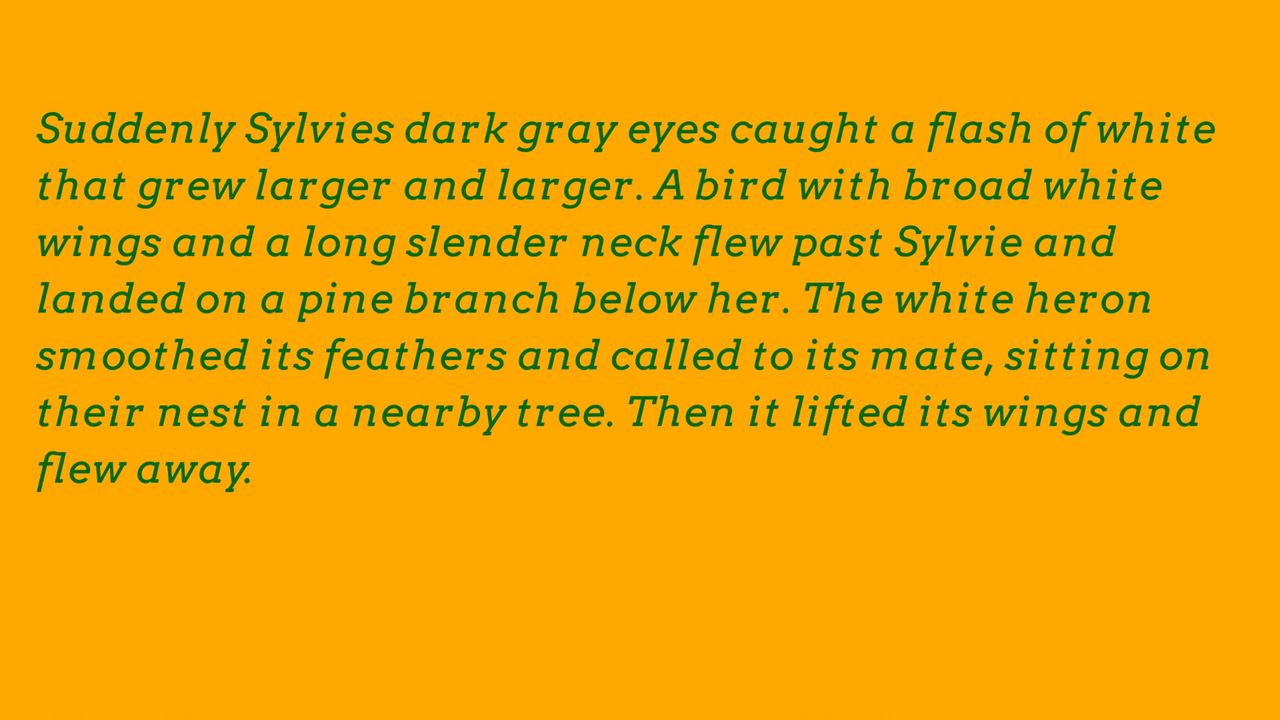 Suddenly Sylvies dark gray eyes caught a flash of white
that grew larger and larger. A bird with broad white
wings and a long slender neck flew past Sylvie and
landed on a pine branch below her. The white heron
smoothed its feathers and called to its mate, sitting on
their nest in a nearby tree. Then it lifted its wings and
flew away.